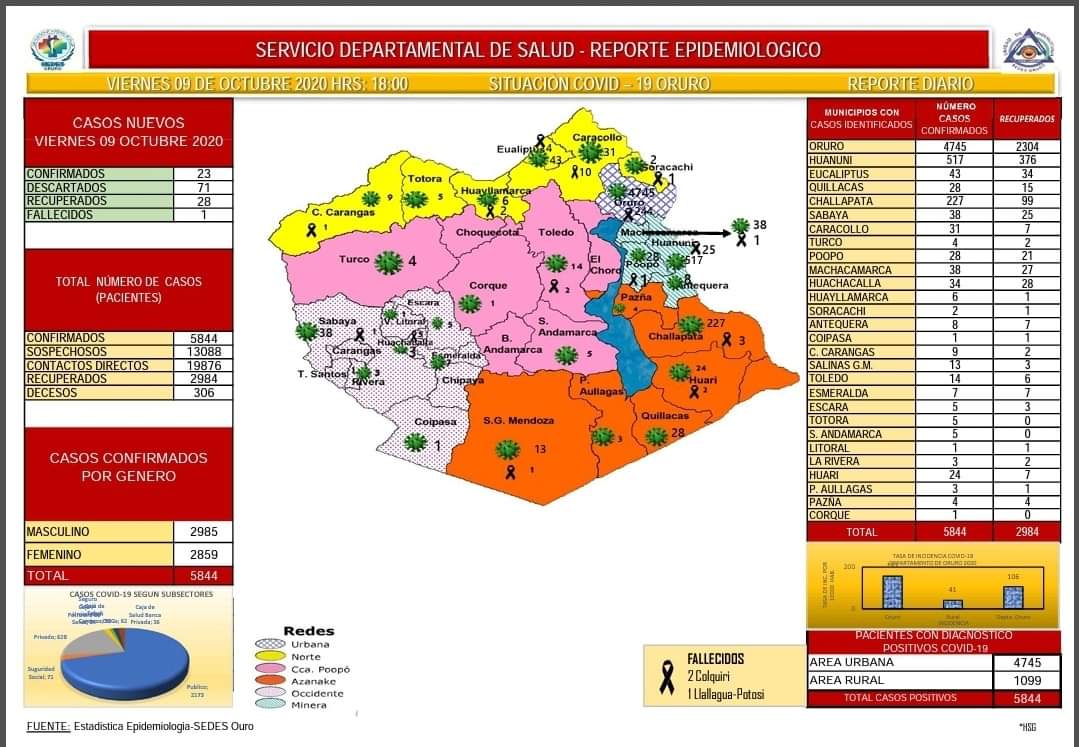 SERVICIO DEPARTAMENTAL DE SALUD - REPORTE EPIDEMIOLOGICO
VIERNES 09 DE OCTUBRE 2020 HRS: 18:00 SITUACIÓN COVID – 19 ORURO REPORTE DIARIO
CASOS NUEVOS
VIERNES 09 OCTUBRE 2020
CONFIRMADOS 23
DESCARTADOS 71
RECUPERADOS 28
FALLECIDOS 1
TOTAL NÚMERO DE CASOS
(PACIENTES)
CONFIRMADOS 5844
SOSPECHOSOS 13088
CONTACTOS DIRECTOS 19876
RECUPERADOS 2984
DECESOS 306
CASOS CONFIRMADOS
POR GENERO
MASCULINO 2985
FEMENINO 2859
TOTAL 5844
CASOS COVID-19 SEGUN SUBSECTORES
Caja de
Salud Banca
Privada; 36
Privado; 828
Suguridad
Social; 71
Publico;
Caracollo
31
10
Eualiptus
43
2
Soracachi
1
4745
Oruro
244
Totora
5
Huayllamarca
6
2
C. Carangas
9
1
Choquecota
Toledo
14
2
Machacamarca
38
1
Huanuni
25
517
Poopó
28
1
Antequera
8
Turco
4
El
Choro
Corque
1
Pazña
4
Escara
5
Sabaya
38
1
V. Litoral
1
Huachacalla
Carangas
3
Esmeralda
7
T. Santos
Rivera
3
Chipaya
B.
Andamarca
S.
Andamarca
5
Challapata
227
3
24
Huari
2
P.
Aullagas
3
Quillacas
28
S.G. Mendoza
13
1
Coipasa
1
Redes
Urbana
Norte
Cca. Poopó
Azanake
Occidente
Minera
FALLECIDOS
2 Colquiri
1 Llallagua-Potosi
MUNICIPIOS CON CASOS IDENTIFICADOS NÚMERO CASOS CONFIRMADOS RECUPERADOS
ORURO 4745 2304
HUANUNI 517 376
EUCALIPTUS 43 34
QUILLACAS 28 15
CHALLAPATA 227 99
SABAYA 38 25
CARACOLLO 31 7
TURCO 4 2
POOPO 28 21
MACHACAMARCA 38 27
HUACHACALLA 34 28
HUAYLLAMARCA 6 1
SORACACHI 2 1
ANTEQUERA 8 7
COIPASA 1 1
C. CARANGAS 9 2
SALINAS G.M. 13 3
TOLEDO 14 6
ESMERALDA 7 7
ESCARA 5 3
TOTORA 5 0
S. ANDAMARCA 5 0
LITORAL 1 1
LA RIVERA 3 2
HUARI 24 7
P. AULLAGAS 3 1
PAZÑA 4 4
CORQUE 1 0
TOTAL 5844 2984
TASA DE INCIDENCIA COVID-19
DEPARTAMENTO DE ORURO 2020
200
0
41
106
Oruro Rural Depto. Oruro
INCIDENCIA
PACIENTES CON DIAGNOSTICO
POSITIVOS COVID-19
AREA URBANA 4745
AREA RURAL 1099
TOTAL CASOS POSITIVOS 5844
FUENTE: Estadistica Epidemiologia-SEDES Ouro
*HSG